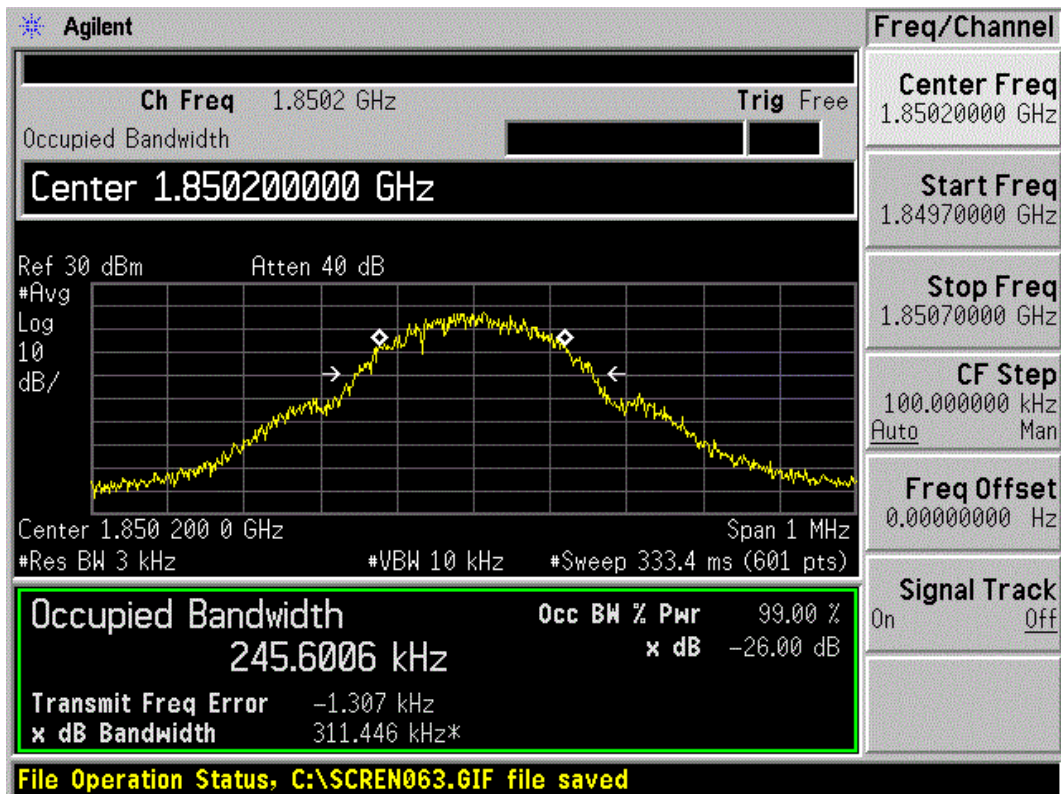 Agilent
Freq/Channel
Ch Freq 1.8502 GHz
Trig Free
Occupied Bandwidth
Center 1.850200000 GHz
Ref 30 dBm
Atten 40 dB
#Avg
Log
10
dB/
Center 1.850 200 0 GHz
Span 1 MHz
#Res BW 3 kHz
#VBW 10 kHz
#Sweep 333.4 ms (601 pts)
Occupied Bandwidth
245.6006 kHz
Occ BW % Pwr 99.00 %
x dB -26.00 dB
Transmit Freq Error -1.307 kHz
x dB Bandwidth 311.446 kHz*
File Operation Status, C:\SCREN063.GIF file saved
Center Freq
1.85020000 GHz
Start Freq
1.84970000 GHz
Stop Freq
1.85070000 GHz
CF Step
100.000000 kHz
Auto Man
Freq Offset
0.00000000 Hz
Signal Track
On Off